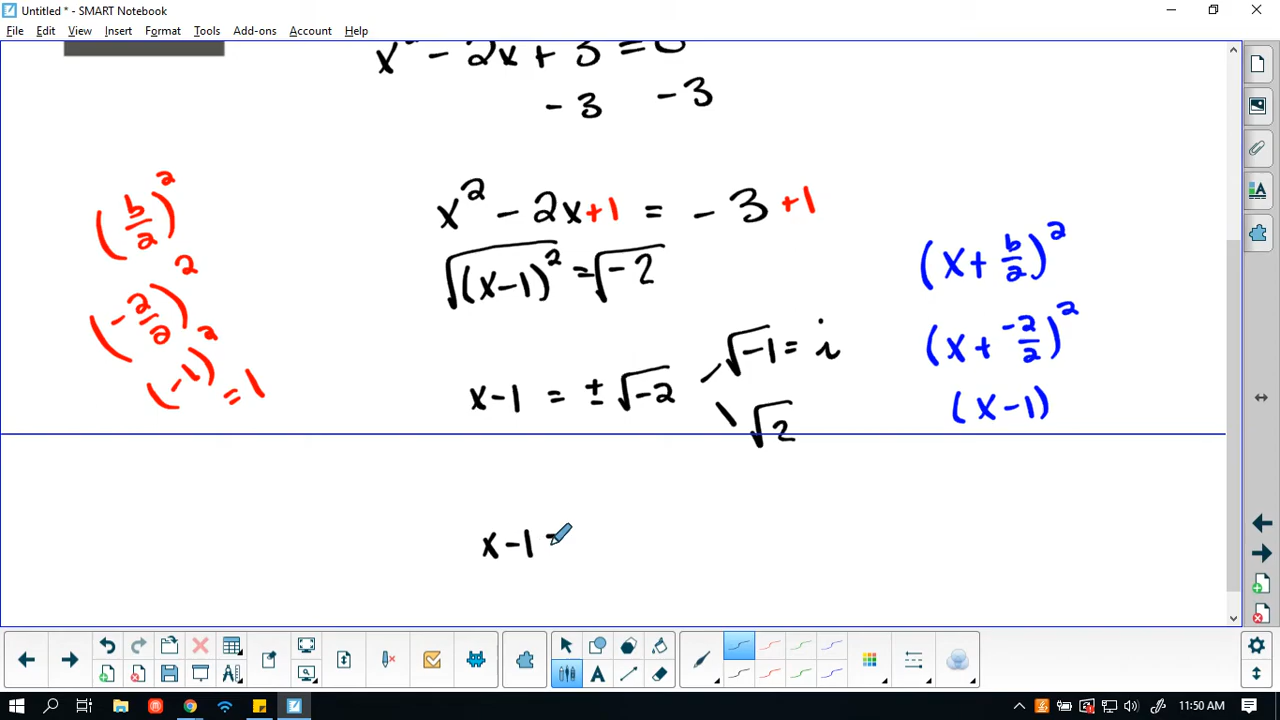 Untitled * - SMART Notebook
File Edit View Insert Format Tools Add-ons Account Help
x² - 2x + 3 = 0
- 3 - 3
x² - 2x + 1 = - 3 + 1
√(x-1)² = √-2
x-1 = ± √-2
√-1 = i
√2
x-1 =
(b/2)²
(-2/2)²
(-1)² = 1
(x + b/2)²
(x + -2/2)²
(x-1)
11:50 AM